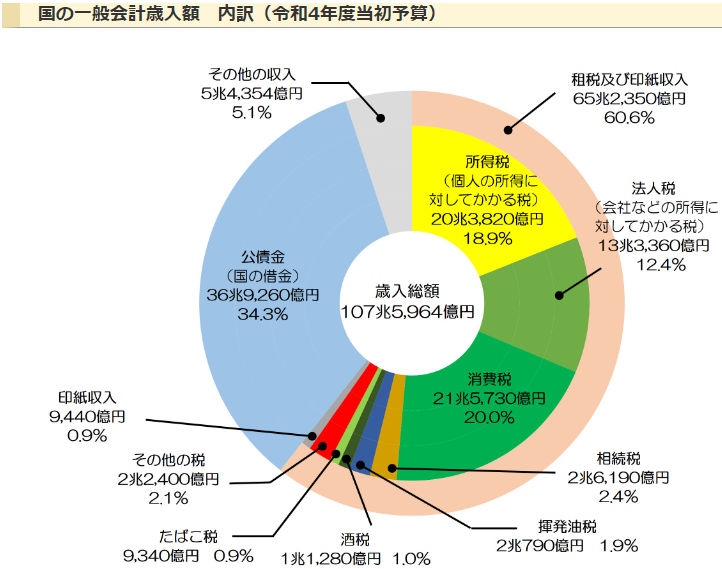 国の一般会計歳入額　内訳（令和4年度当初予算）
その他の収入
5兆4,354億円
5.1%
租税及び印紙収入
65兆2,350億円
60.6%
所得税
（個人の所得に
対してかかる税）
20兆3,820億円
18.9%
法人税
（会社などの所得に
対してかかる税）
13兆3,360億円
12.4%
公債金
（国の借金）
36兆9,260億円
34.3%
歳入総額
107兆5,964億円
消費税
21兆5,730億円
20.0%
印紙収入
9,440億円
0.9%
その他の税
2兆2,400億円
2.1%
相続税
2兆6,190億円
2.4%
たばこ税
9,340億円　0.9%
酒税
1兆1,280億円　1.0%
揮発油税
2兆790億円　1.9%